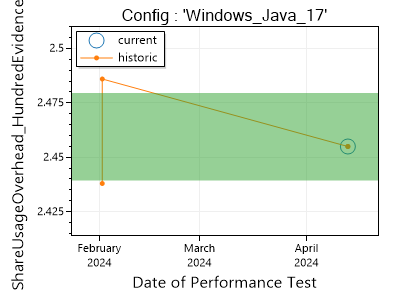 Config : 'Windows_Java_17'
ShareUsageOverhead_HundredEvidence
2.5
2.475
2.45
2.425
current
historic
February
2024
March
2024
April
2024
Date of Performance Test